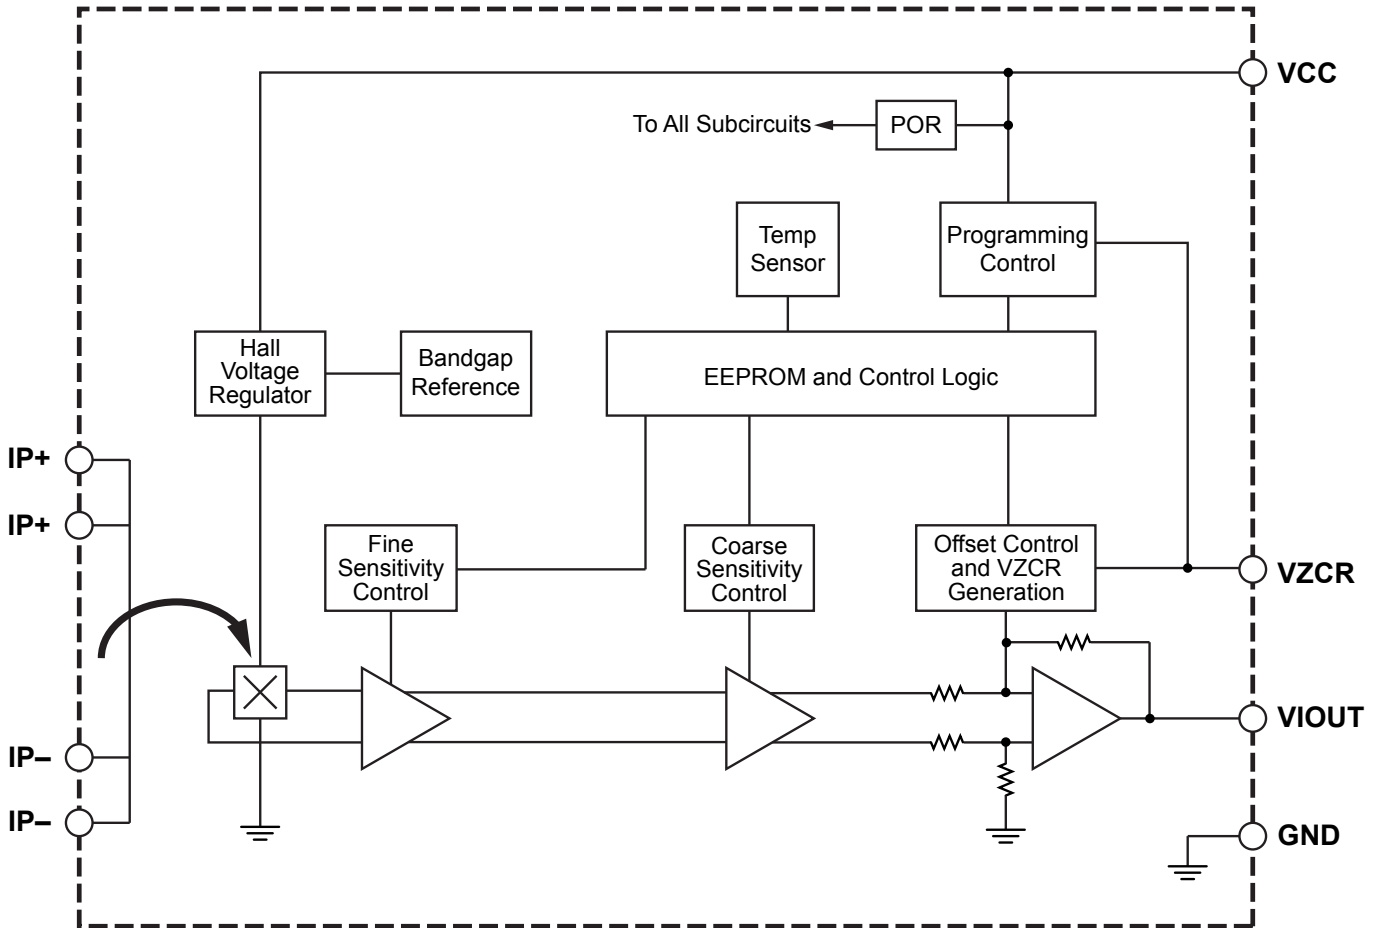 VCC
To All Subcircuits
POR
Temp
Sensor
Programming
Control
Hall
Voltage
Regulator
Bandgap
Reference
EEPROM and Control Logic
IP+
IP+
Fine
Sensitivity
Control
Coarse
Sensitivity
Control
Offset Control
and VZCR
Generation
VZCR
VIOUT
IP–
IP–
GND